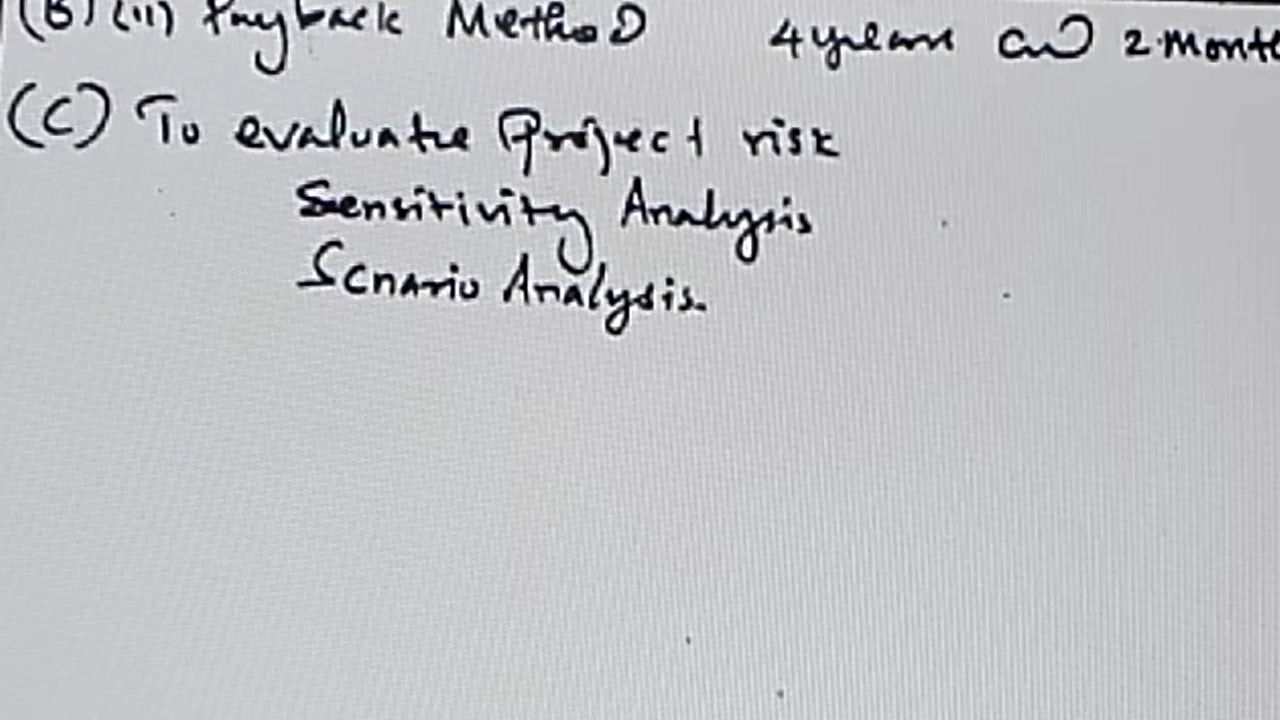 (B) (ii) Payback Method 4 years and 2 month
(C) To evaluate Project risk
Sensitivity Analysis
Scnario Analysis.